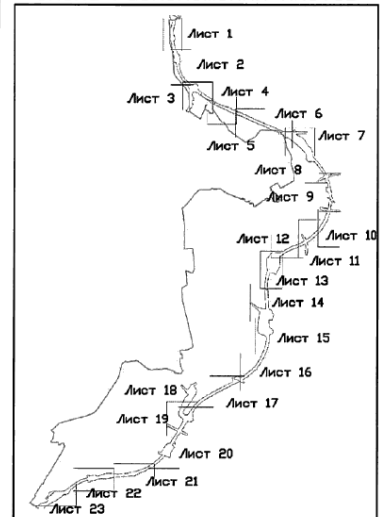 Лист 1
Лист 2
Лист 3
Лист 4
Лист 5
Лист 6
Лист 7
Лист 8
Лист 9
Лист 10
Лист 11
Лист 12
Лист 13
Лист 14
Лист 15
Лист 16
Лист 17
Лист 18
Лист 19
Лист 20
Лист 21
Лист 22
Лист 23